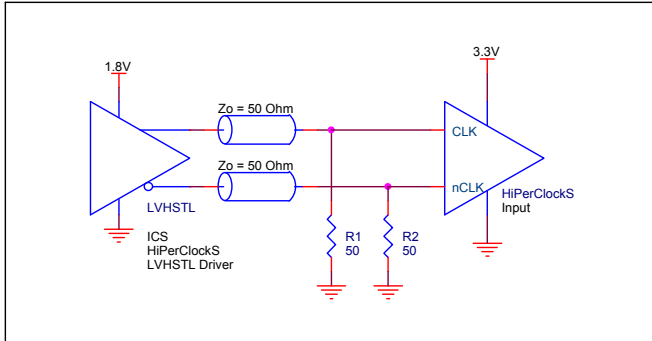 1.8V
3.3V
Zo = 50 Ohm
CLK
Zo = 50 Ohm
nCLK
HiPerClockS
Input
LVHSTL
ICS
HiPerClockS
LVHSTL Driver
R1
50
R2
50